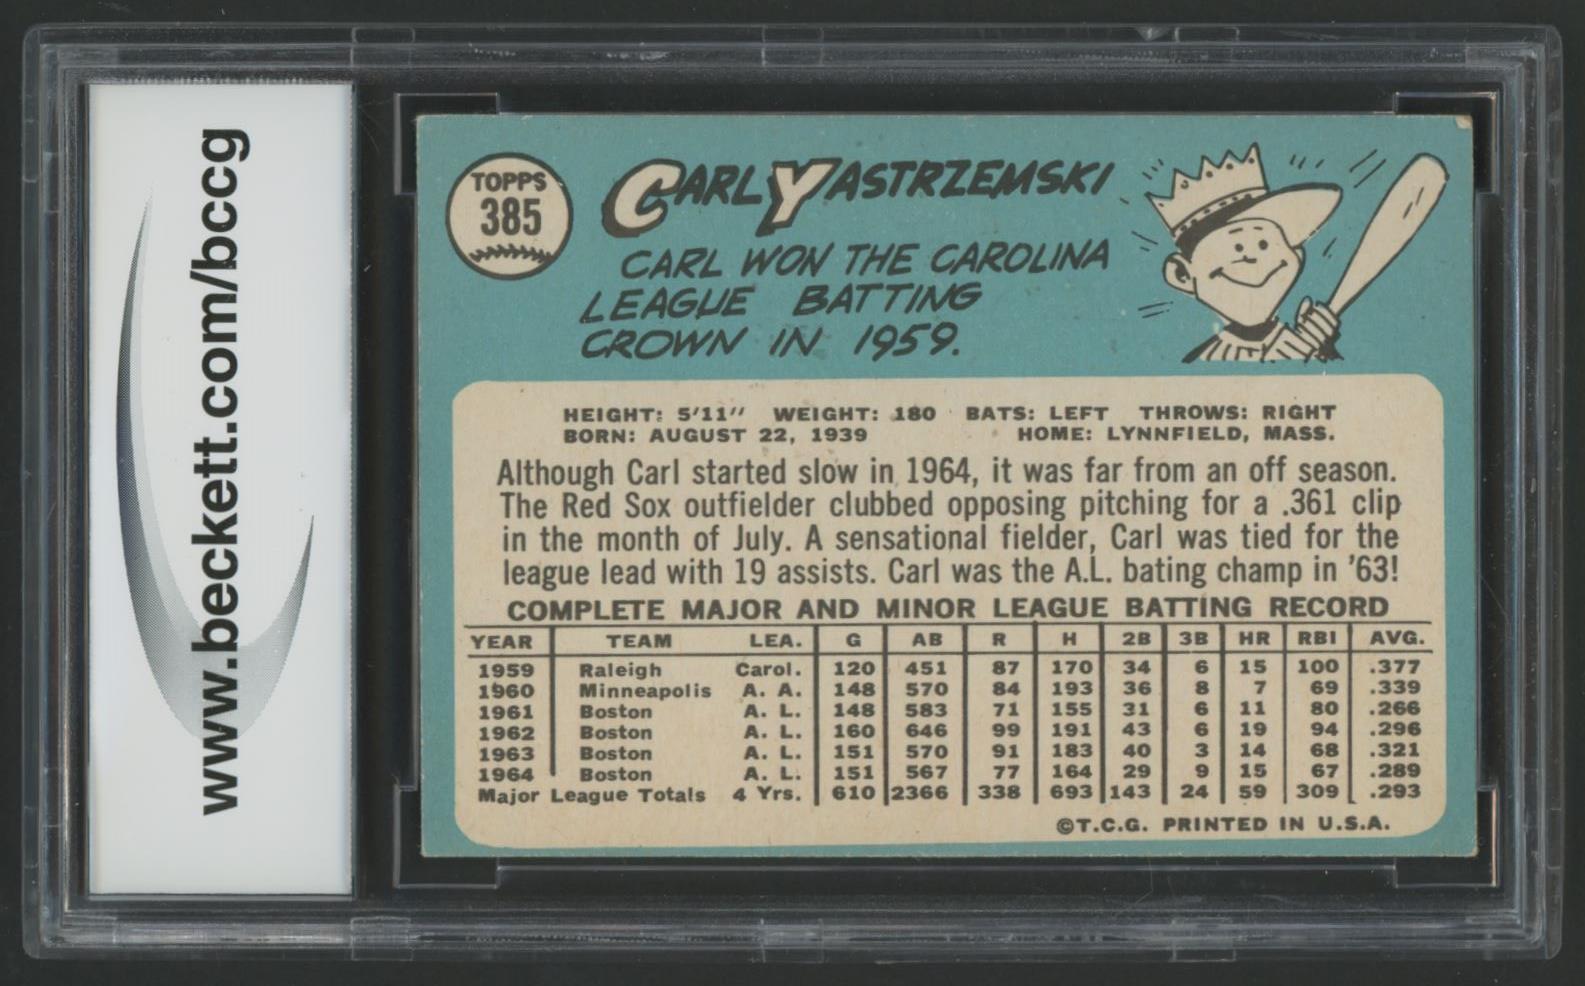 www.beckett.com/bccg
TOPPS
385
CARL YASTRZEMSKI
CARL WON THE CAROLINA
LEAGUE BATTING
CROWN IN 1959.
HEIGHT: 5'11" WEIGHT: 180 BATS: LEFT THROWS: RIGHT
BORN: AUGUST 22, 1939 HOME: LYNNFIELD, MASS.
Although Carl started slow in 1964, it was far from an off season.
The Red Sox outfielder clubbed opposing pitching for a .361 clip
in the month of July. A sensational fielder, Carl was tied for the
league lead with 19 assists. Carl was the A.L. bating champ in '63!
COMPLETE MAJOR AND MINOR LEAGUE BATTING RECORD
YEAR TEAM LEA. G AB R H 2B 3B HR RBI AVG.
1959 Raleigh Carol. 120 451 87 170 34 6 15 100 .377
1960 Minneapolis A. A. 148 570 84 193 36 8 7 69 .339
1961 Boston A. L. 148 583 71 155 31 6 11 80 .266
1962 Boston A. L. 160 646 99 191 43 6 19 94 .296
1963 Boston A. L. 151 570 91 183 40 3 14 68 .321
1964 Boston A. L. 151 567 77 164 29 9 15 67 .289
Major League Totals 4 Yrs. 610 2366 338 693 143 24 59 309 .293
©T.C.G. PRINTED IN U.S.A.